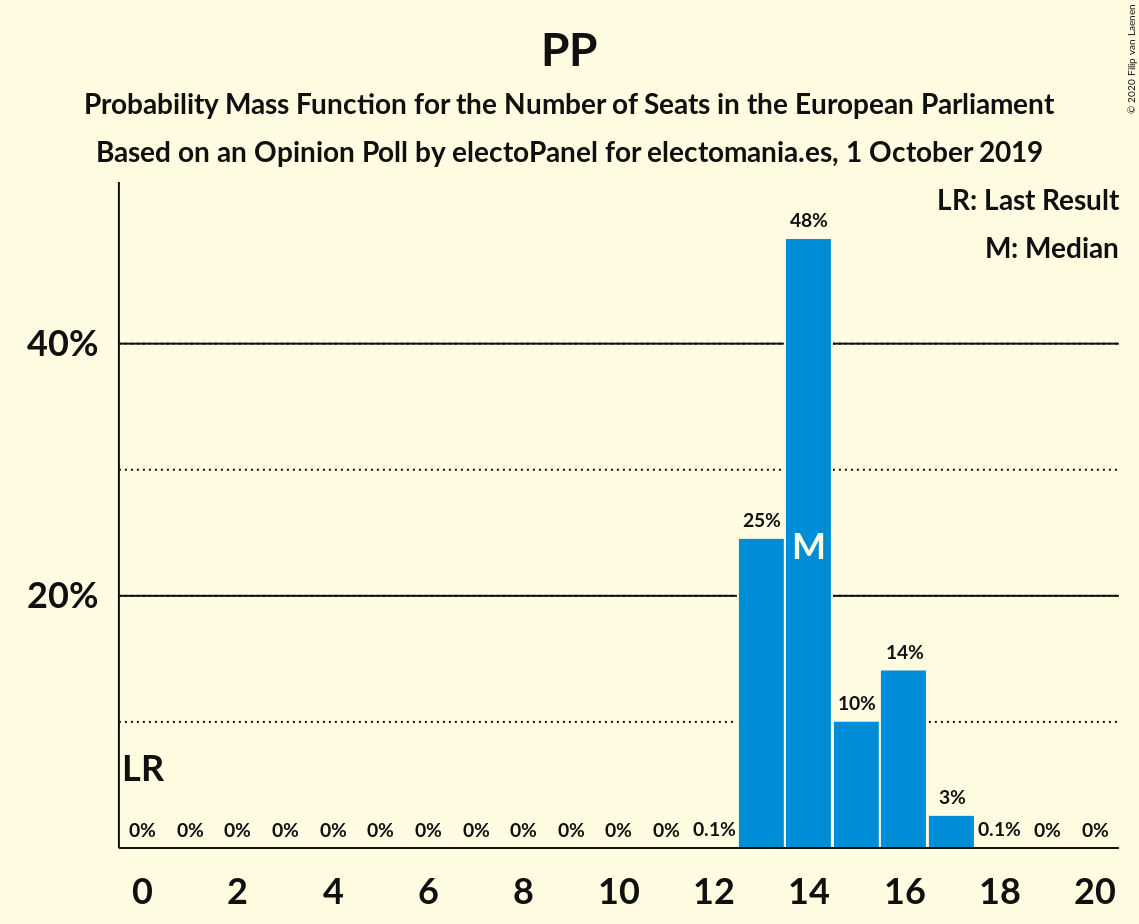 PP
Probability Mass Function for the Number of Seats in the European Parliament
Based on an Opinion Poll by electoPanel for electomania.es, 1 October 2019
© 2020 Filip van Laenen
LR: Last Result
M: Median
48%
40%
25%
M
20%
14%
10%
LR
3%
0% 0% 0% 0% 0% 0% 0% 0% 0% 0% 0% 0% 0.1% 0.1% 0% 0%
0 2 4 6 8 10 12 14 16 18 20